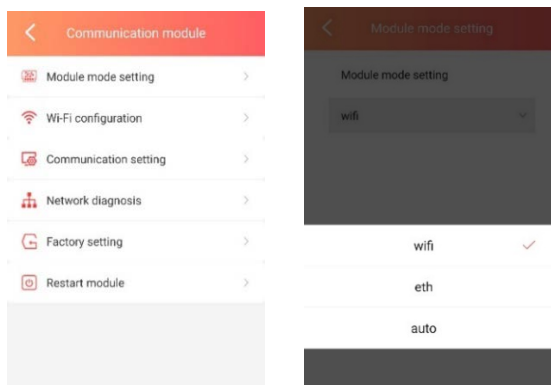 Communication module
Module mode setting
Wi-Fi configuration
Communication setting
Network diagnosis
Factory setting
Restart module
Module mode setting
Module mode setting
wifi
wifi
eth
auto